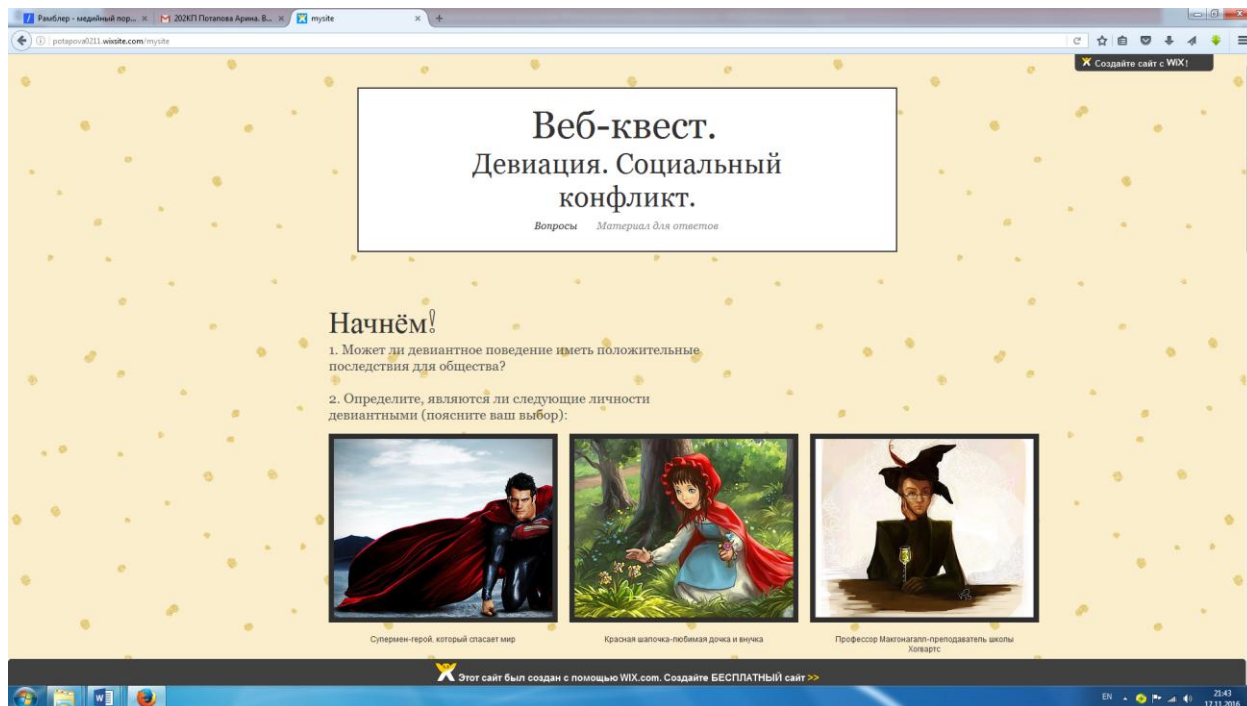 Рамблер - медийный пор...
202КП Потапова Арина. В...
mysite
potapova0211.wixsite.com/mysite
Создайте сайт с WiX!
Веб-квест.
Девиация. Социальный
конфликт.
Вопросы Материал для ответов
Начнём!
1. Может ли девиантное поведение иметь положительные
последствия для общества?
2. Определите, являются ли следующие личности
девиантными (поясните ваш выбор):
Супермен-герой, который спасает мир
Красная шапочка-любимая дочка и внучка
Профессор Макгонагалл-преподаватель школы
Хогвартс
Этот сайт был создан с помощью WIX.com. Создайте БЕСПЛАТНЫЙ сайт >>
EN
21:43
17.11.2016